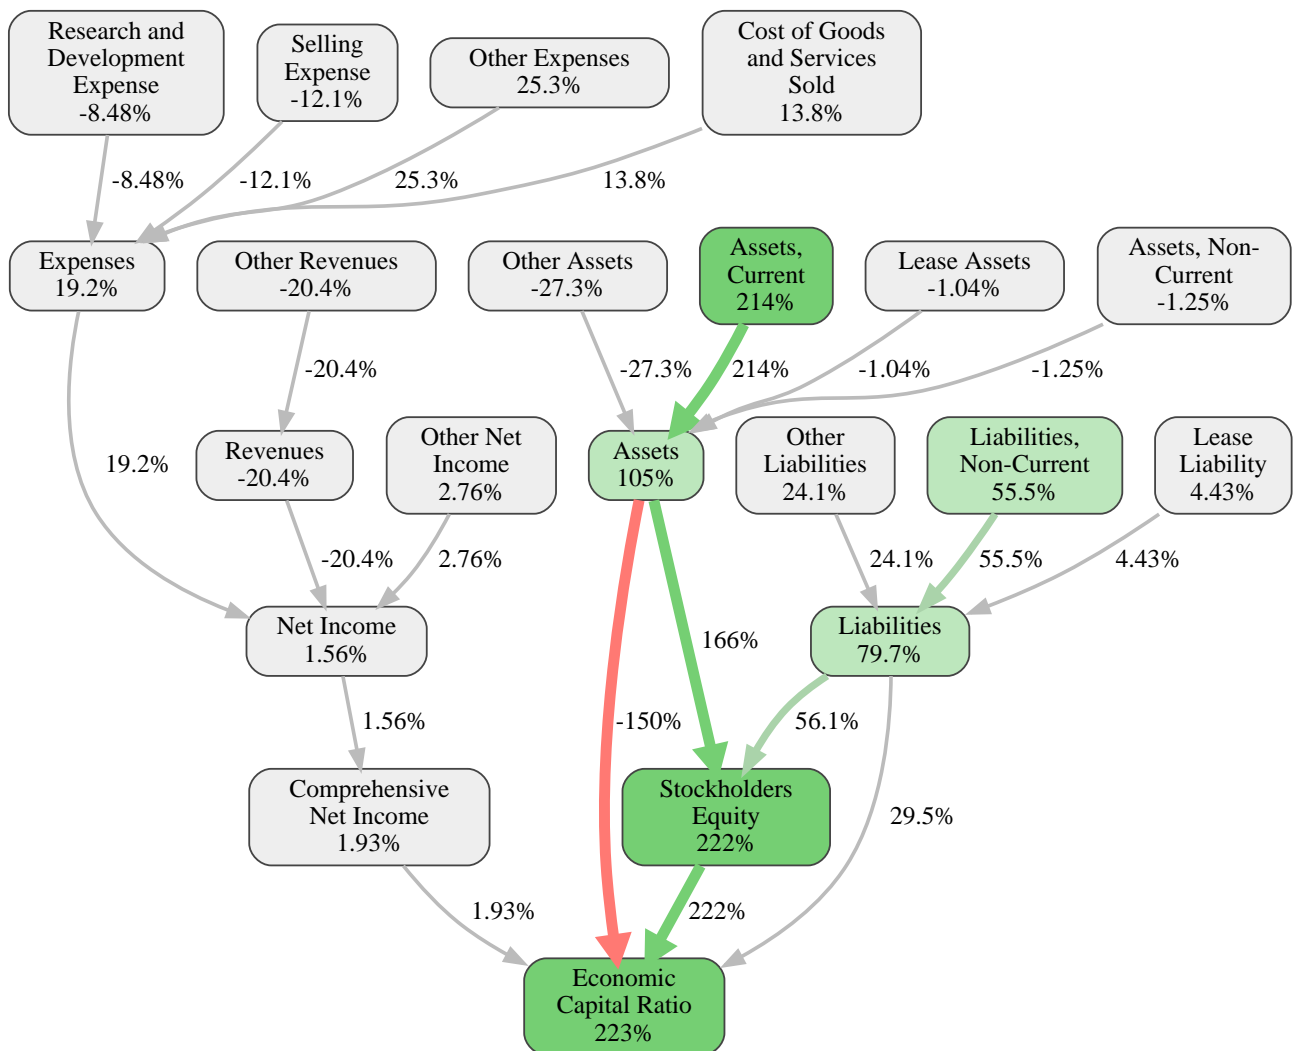 Research and
Development
Expense
-8.48%
Selling
Expense
-12.1%
Other Expenses
25.3%
Cost of Goods
and Services
Sold
13.8%
-8.48%
-12.1%
25.3%
13.8%
Expenses
19.2%
Other Revenues
-20.4%
Other Assets
-27.3%
Assets,
Current
214%
Lease Assets
-1.04%
Assets, Non-
Current
-1.25%
-20.4%
-27.3%
214%
-1.04%
-1.25%
19.2%
Revenues
-20.4%
Other Net
Income
2.76%
Assets
105%
Other
Liabilities
24.1%
Liabilities,
Non-Current
55.5%
Lease
Liability
4.43%
-20.4%
2.76%
24.1%
55.5%
4.43%
Net Income
1.56%
166%
Liabilities
79.7%
1.56%
-150%
56.1%
Comprehensive
Net Income
1.93%
Stockholders
Equity
222%
29.5%
1.93%
222%
Economic
Capital Ratio
223%